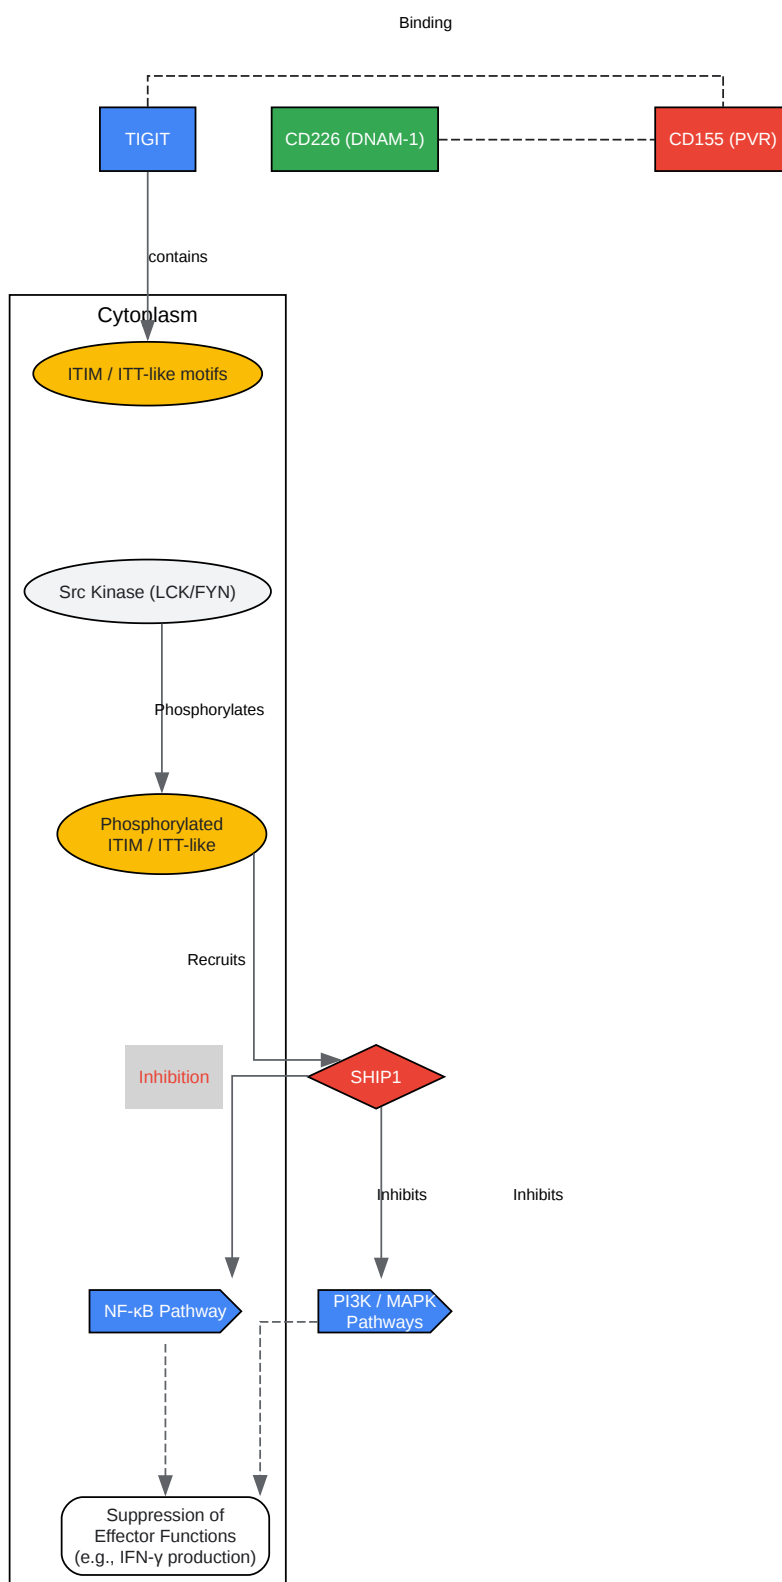 Binding
TIGIT
CD226 (DNAM-1)
CD155 (PVR)
contains
Cytoplasm
ITIM / ITT-like motifs
Src Kinase (LCK/FYN)
Phosphorylates
Phosphorylated
ITIM / ITT-like
Recruits
Inhibition
SHIP1
Inhibits
Inhibits
NF-κB Pathway
PI3K / MAPK
Pathways
Suppression of
Effector Functions
(e.g., IFN-γ production)